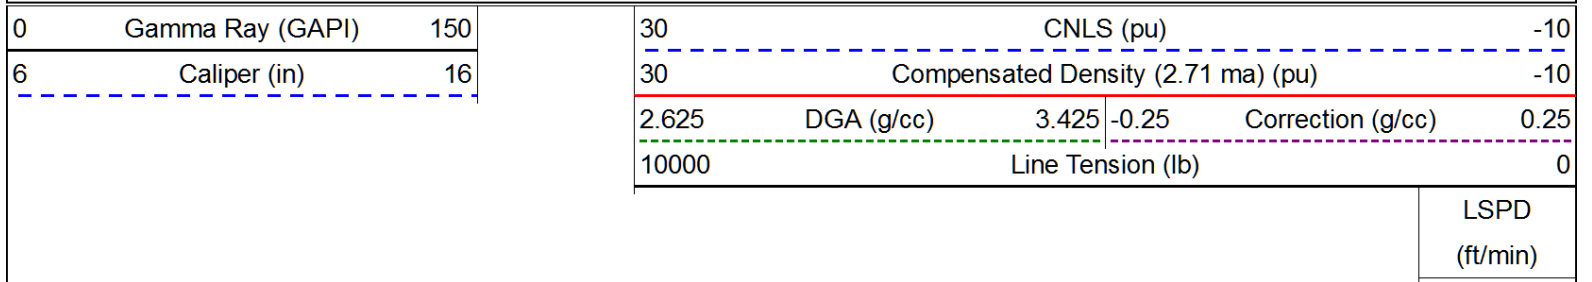 0 Gamma Ray (GAPI) 150 30 CNLS (pu) -10
6 Caliper (in) 16 30 Compensated Density (2.71 ma) (pu) -10
2.625 DGA (g/cc) 3.425 -0.25 Correction (g/cc) 0.25
10000 Line Tension (lb) 0
LSPD
(ft/min)